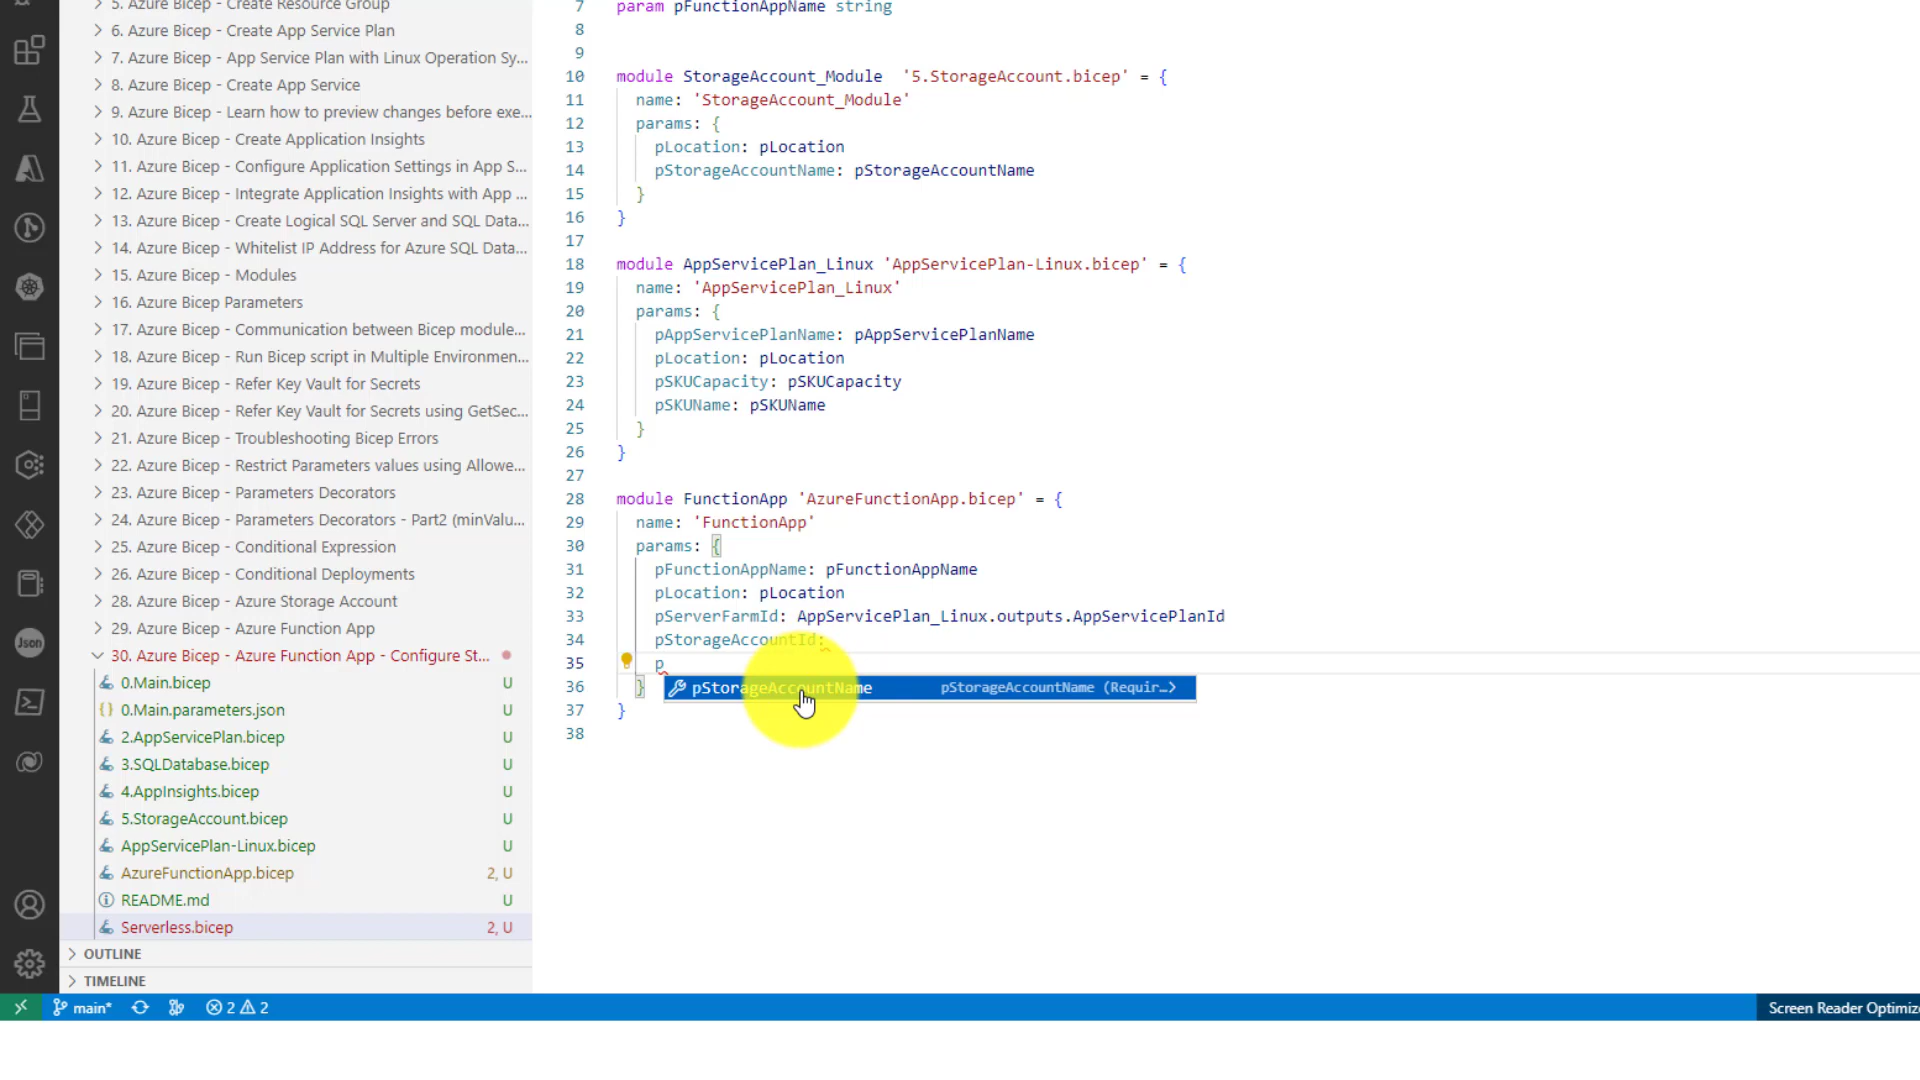 5. Azure Bicep - Create Resource Group
6. Azure Bicep - Create App Service Plan
7. Azure Bicep - App Service Plan with Linux Operation Sy...
8. Azure Bicep - Create App Service
9. Azure Bicep - Learn how to preview changes before exe...
10. Azure Bicep - Create Application Insights
11. Azure Bicep - Configure Application Settings in App S...
12. Azure Bicep - Integrate Application Insights with App ...
13. Azure Bicep - Create Logical SQL Server and SQL Data...
14. Azure Bicep - Whitelist IP Address for Azure SQL Data...
15. Azure Bicep - Modules
16. Azure Bicep Parameters
17. Azure Bicep - Communication between Bicep module...
18. Azure Bicep - Run Bicep script in Multiple Environmen...
19. Azure Bicep - Refer Key Vault for Secrets
20. Azure Bicep - Refer Key Vault for Secrets using GetSec...
21. Azure Bicep - Troubleshooting Bicep Errors
22. Azure Bicep - Restrict Parameters values using Allowe...
23. Azure Bicep - Parameters Decorators
24. Azure Bicep - Parameters Decorators - Part2 (minValu...
25. Azure Bicep - Conditional Expression
26. Azure Bicep - Conditional Deployments
28. Azure Bicep - Azure Storage Account
29. Azure Bicep - Azure Function App
30. Azure Bicep - Azure Function App - Configure St...
0.Main.bicep U
{} 0.Main.parameters.json U
2.AppServicePlan.bicep U
3.SQLDatabase.bicep U
4.AppInsights.bicep U
5.StorageAccount.bicep U
AppServicePlan-Linux.bicep U
AzureFunctionApp.bicep 2, U
README.md U
Serverless.bicep 2, U
OUTLINE
TIMELINE
Json
7 param pFunctionAppName string
8
9
10 module StorageAccount_Module  '5.StorageAccount.bicep' = {
11 name: 'StorageAccount_Module'
12 params: {
13 pLocation: pLocation
14 pStorageAccountName: pStorageAccountName
15 }
16 }
17
18 module AppServicePlan_Linux 'AppServicePlan-Linux.bicep' = {
19 name: 'AppServicePlan_Linux'
20 params: {
21 pAppServicePlanName: pAppServicePlanName
22 pLocation: pLocation
23 pSKUCapacity: pSKUCapacity
24 pSKUName: pSKUName
25 }
26 }
27
28 module FunctionApp 'AzureFunctionApp.bicep' = {
29 name: 'FunctionApp'
30 params: {
31 pFunctionAppName: pFunctionAppName
32 pLocation: pLocation
33 pServerFarmId: AppServicePlan_Linux.outputs.AppServicePlanId
34 pStorageAccountId:
35 p
36 } pStorageAccountName pStorageAccountName (Requir...>
37 }
38
main* 2 2
Screen Reader Optimize